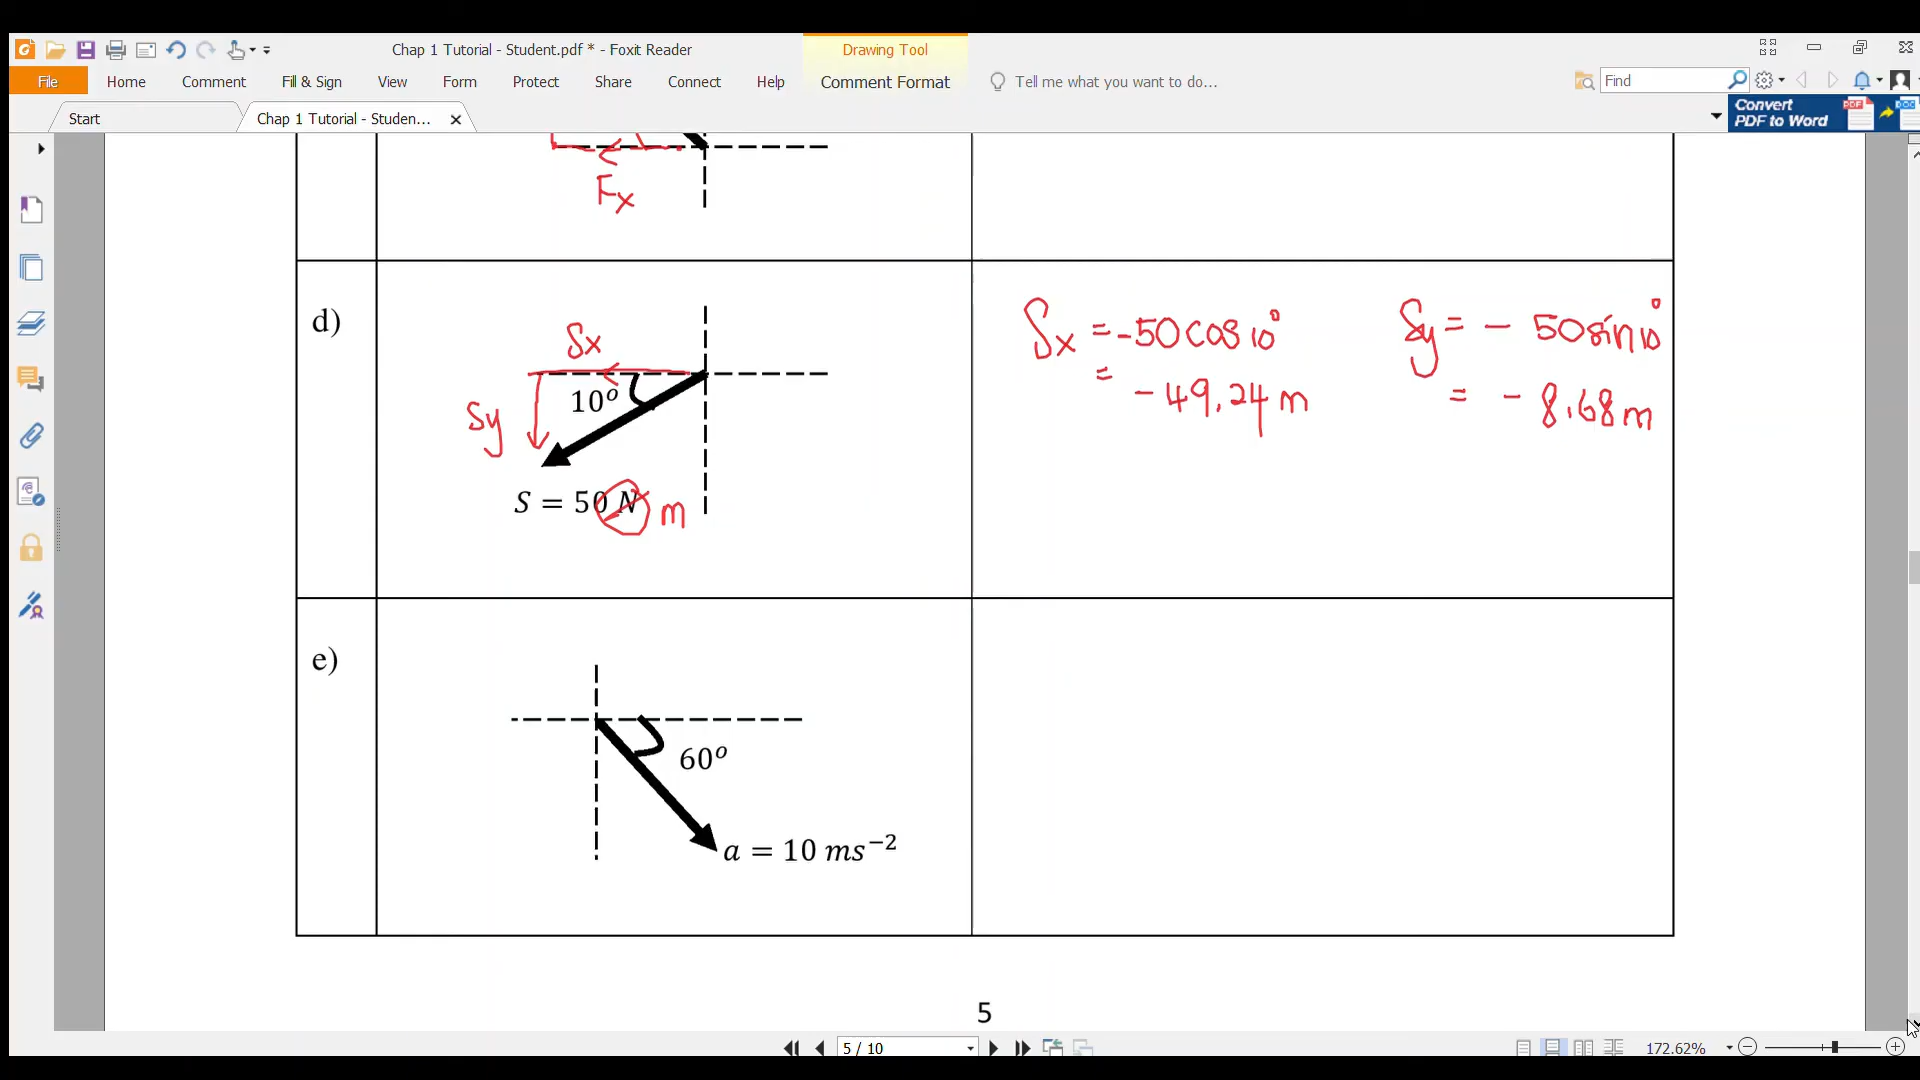 Chap 1 Tutorial - Student.pdf * - Foxit Reader
Drawing Tool
File Home Comment Fill & Sign View Form Protect Share Connect Help Comment Format Tell me what you want to do... Find
Start Chap 1 Tutorial - Studen... Convert
PDF to Word
PDF DOC
Fx
d)
Sx
10°
Sy
S = 50 N m
Sx = -50 cos 10°
= -49.24 m
Sy = - 50 sin 10°
= - 8.68 m
e)
60°
a = 10 ms⁻²
5
5 / 10 172.62%